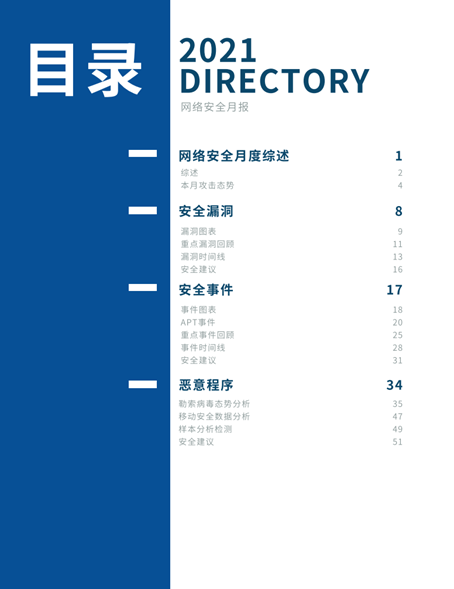 目录
2021
DIRECTORY
网络安全月报
网络安全月度综述 1
综述 2
本月攻击态势 4
安全漏洞 8
漏洞图表 9
重点漏洞回顾 11
漏洞时间线 13
安全建议 16
安全事件 17
事件图表 18
APT事件 20
重点事件回顾 25
事件时间线 28
安全建议 31
恶意程序 34
勒索病毒态势分析 35
移动安全数据分析 47
样本分析检测 49
安全建议 51